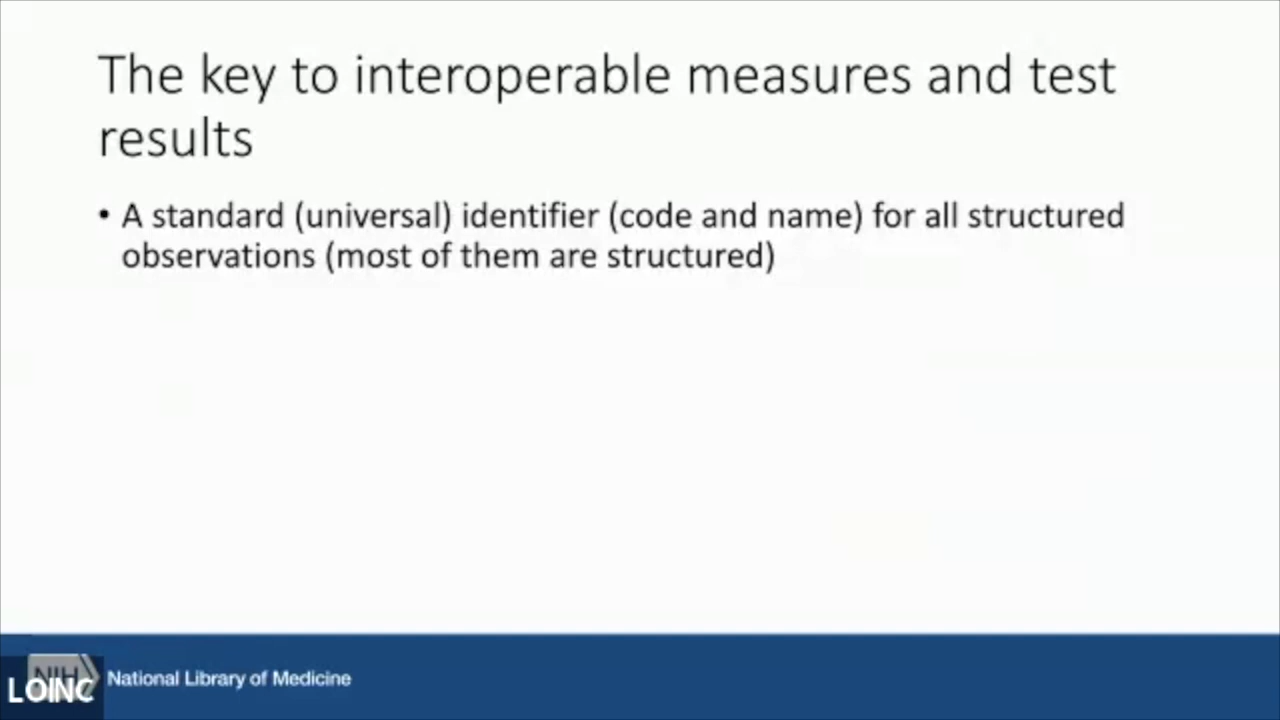 The key to interoperable measures and test
results
• A standard (universal) identifier (code and name) for all structured
observations (most of them are structured)
NIH
LOINC
National Library of Medicine